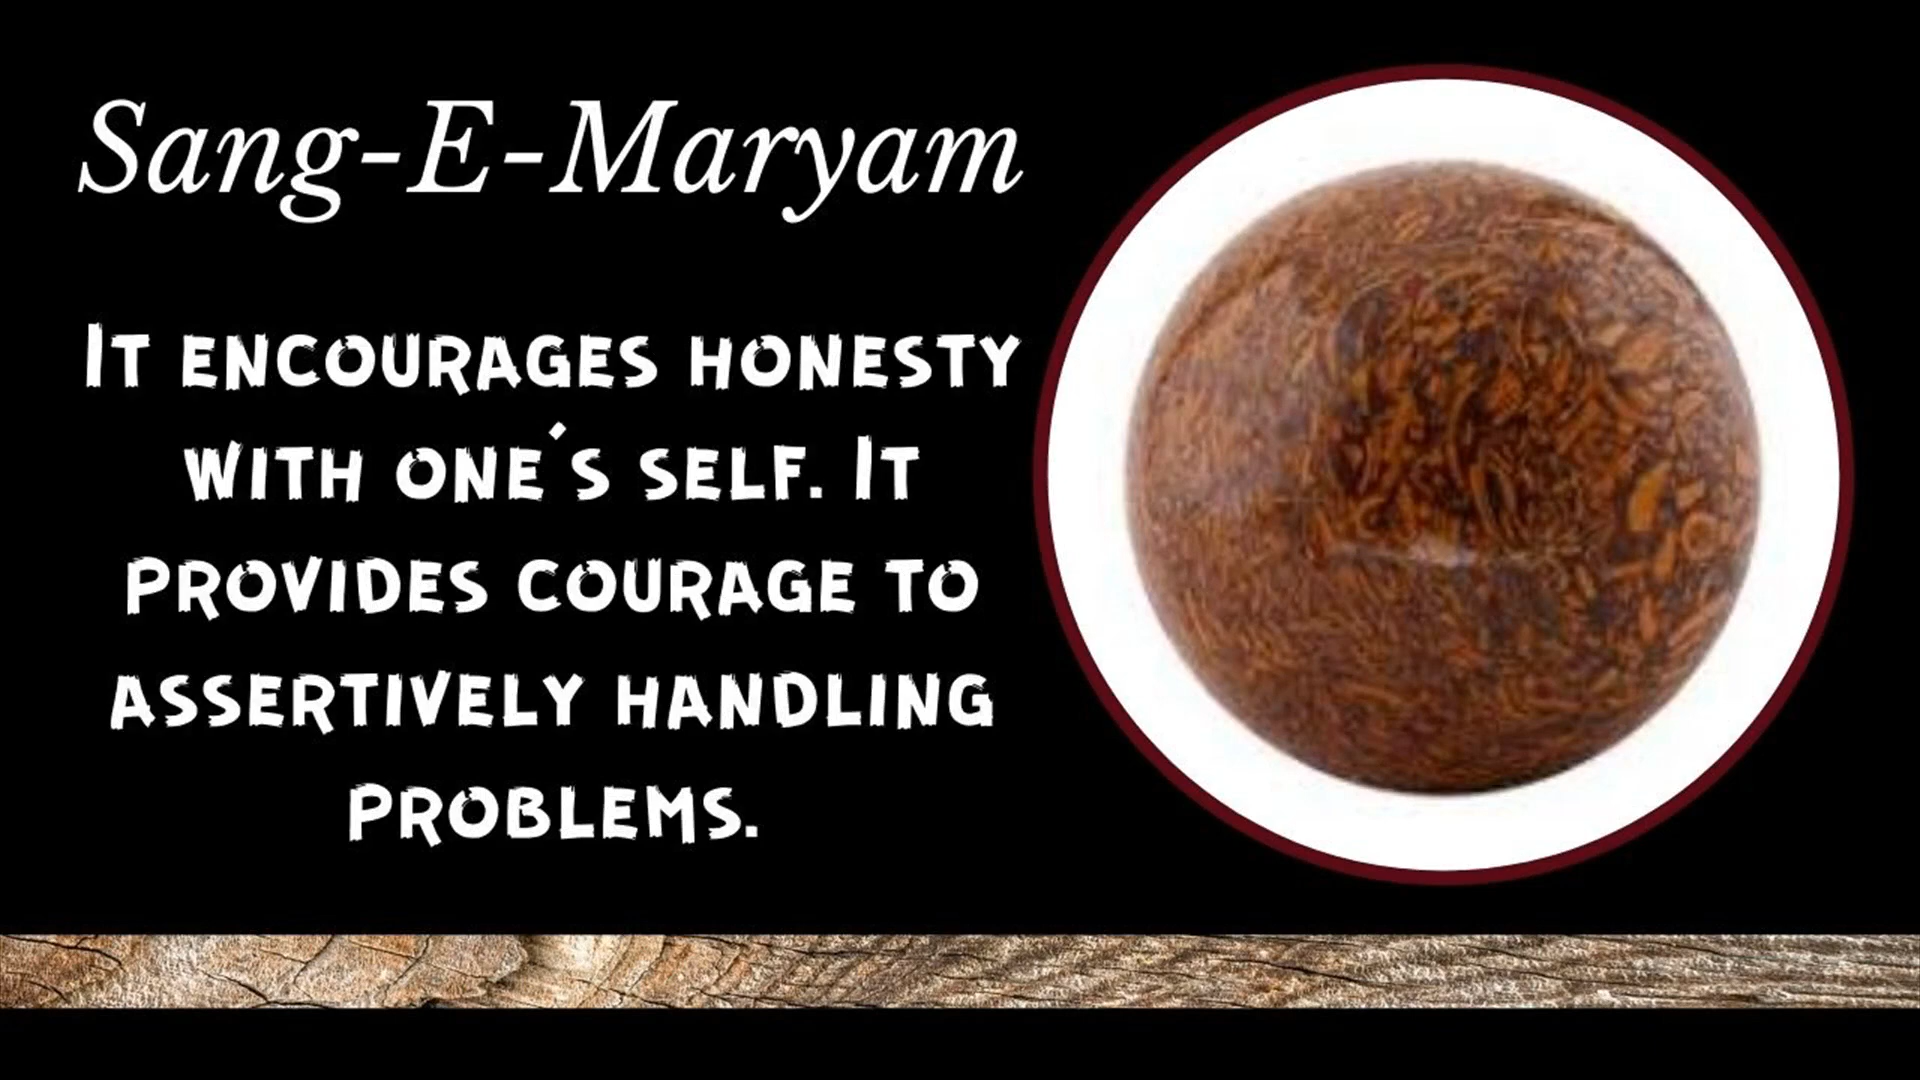 Sang-E-Maryam
It encourages honesty
with one's self. It
provides courage to
assertively handling
problems.